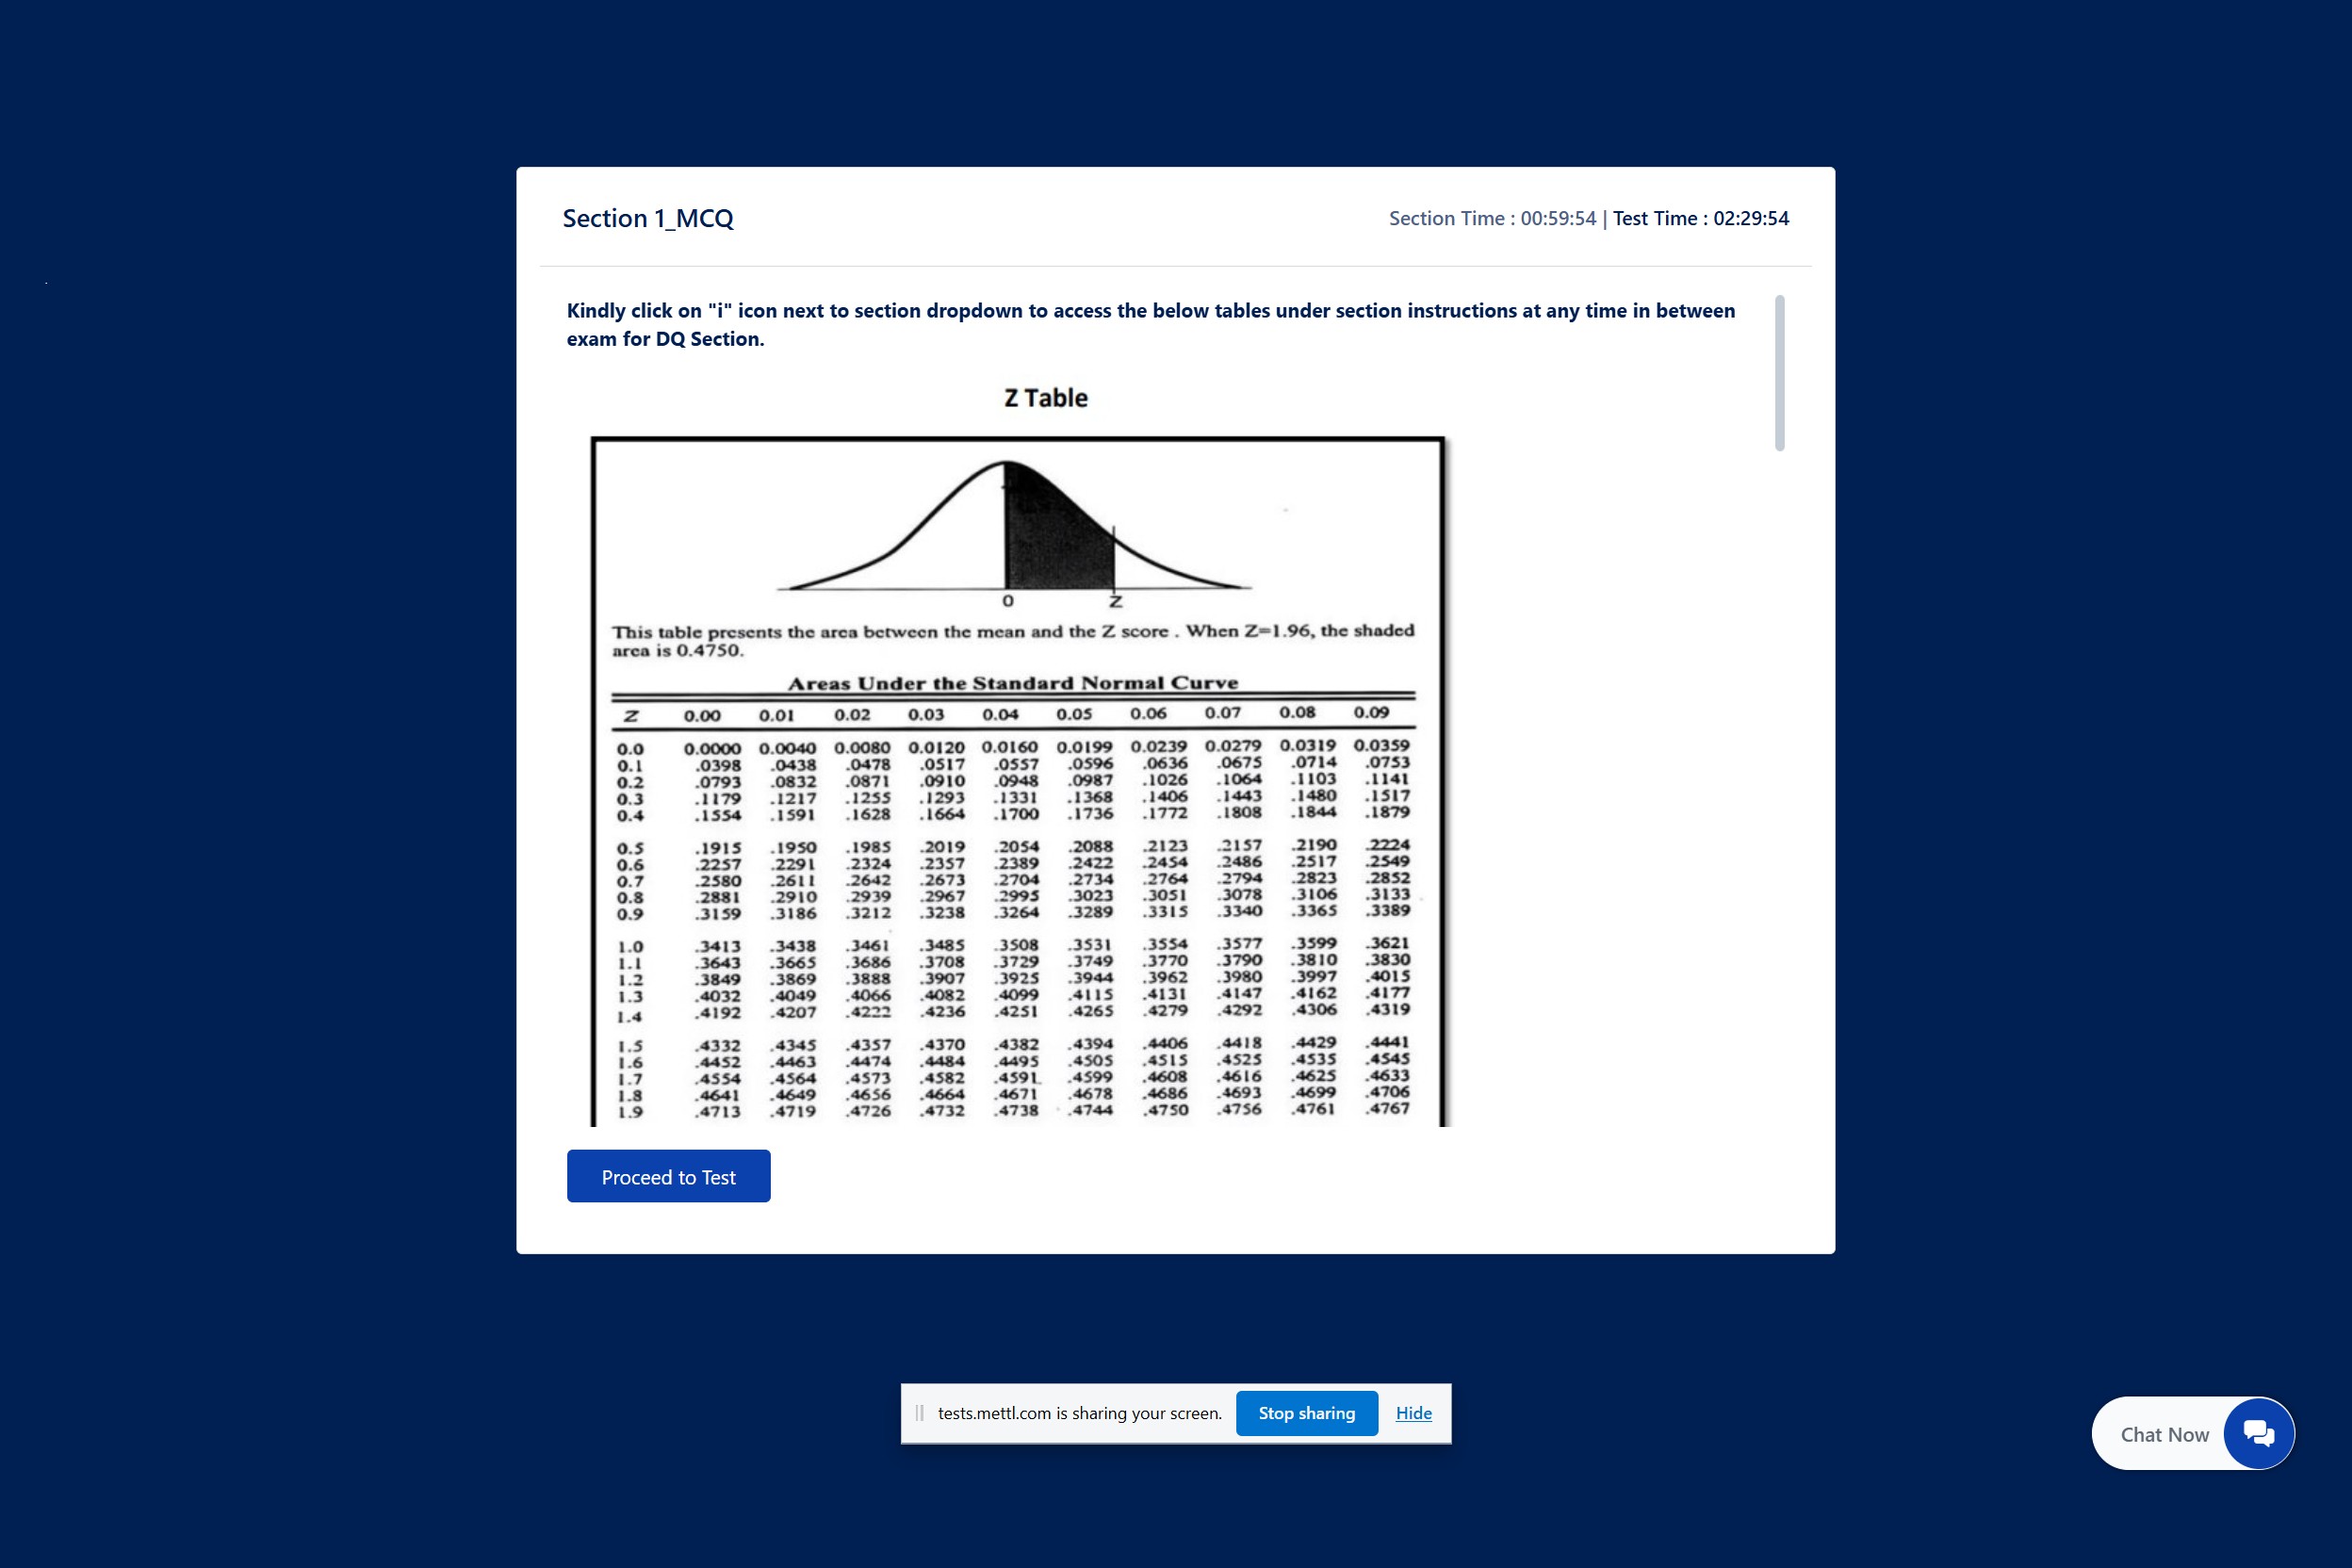 Section 1_MCQ
Section Time : 00:59:54 | Test Time : 02:29:54
Kindly click on "i" icon next to section dropdown to access the below tables under section instructions at any time in between
exam for DQ Section.
Z Table
0 Z
This table presents the area between the mean and the Z score . When Z=1.96, the shaded
area is 0.4750.
Areas Under the Standard Normal Curve
Z 0.00 0.01 0.02 0.03 0.04 0.05 0.06 0.07 0.08 0.09
0.0 0.0000 0.0040 0.0080 0.0120 0.0160 0.0199 0.0239 0.0279 0.0319 0.0359
0.1 .0398 .0438 .0478 .0517 .0557 .0596 .0636 .0675 .0714 .0753
0.2 .0793 .0832 .0871 .0910 .0948 .0987 .1026 .1064 .1103 .1141
0.3 .1179 .1217 .1255 .1293 .1331 .1368 .1406 .1443 .1480 .1517
0.4 .1554 .1591 .1628 .1664 .1700 .1736 .1772 .1808 .1844 .1879
0.5 .1915 .1950 .1985 .2019 .2054 .2088 .2123 .2157 .2190 .2224
0.6 .2257 .2291 .2324 .2357 .2389 .2422 .2454 .2486 .2517 .2549
0.7 .2580 .2611 .2642 .2673 .2704 .2734 .2764 .2794 .2823 .2852
0.8 .2881 .2910 .2939 .2967 .2995 .3023 .3051 .3078 .3106 .3133
0.9 .3159 .3186 .3212 .3238 .3264 .3289 .3315 .3340 .3365 .3389
1.0 .3413 .3438 .3461 .3485 .3508 .3531 .3554 .3577 .3599 .3621
1.1 .3643 .3665 .3686 .3708 .3729 .3749 .3770 .3790 .3810 .3830
1.2 .3849 .3869 .3888 .3907 .3925 .3944 .3962 .3980 .3997 .4015
1.3 .4032 .4049 .4066 .4082 .4099 .4115 .4131 .4147 .4162 .4177
1.4 .4192 .4207 .4222 .4236 .4251 .4265 .4279 .4292 .4306 .4319
1.5 .4332 .4345 .4357 .4370 .4382 .4394 .4406 .4418 .4429 .4441
1.6 .4452 .4463 .4474 .4484 .4495 .4505 .4515 .4525 .4535 .4545
1.7 .4554 .4564 .4573 .4582 .4591 .4599 .4608 .4616 .4625 .4633
1.8 .4641 .4649 .4656 .4664 .4671 .4678 .4686 .4693 .4699 .4706
1.9 .4713 .4719 .4726 .4732 .4738 .4744 .4750 .4756 .4761 .4767
Proceed to Test
tests.mettl.com is sharing your screen. Stop sharing Hide
Chat Now